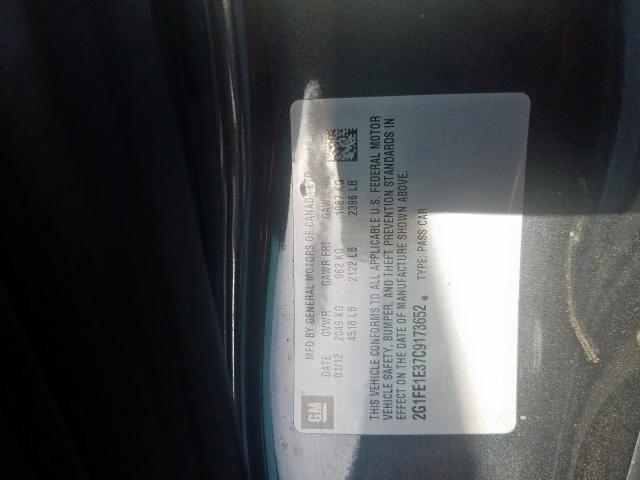 GM
MFD BY GENERAL MOTORS OF CANADA LTD
DATE GVWR GAWR FRT GAWR RR
01/12 2049 KG 962 KG 1087 KG
4518 LB 2122 LB 2396 LB
THIS VEHICLE CONFORMS TO ALL APPLICABLE U.S. FEDERAL MOTOR
VEHICLE SAFETY, BUMPER, AND THEFT PREVENTION STANDARDS IN
EFFECT ON THE DATE OF MANUFACTURE SHOWN ABOVE.
2G1FE1E37C9173652 TYPE: PASS CAR